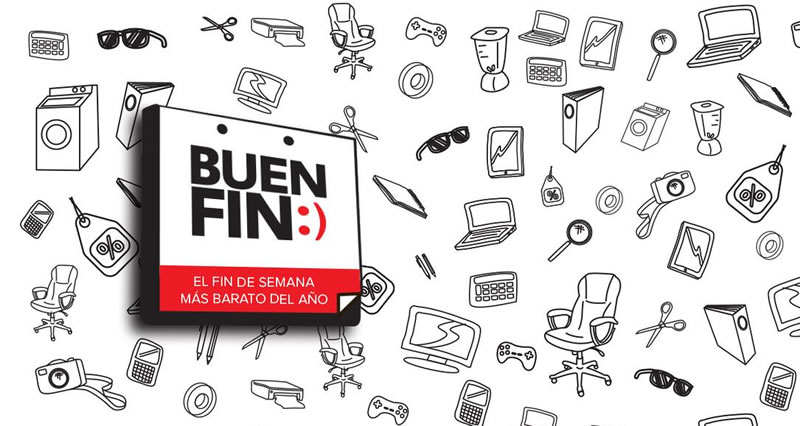 BUEN
FIN:)
EL FIN DE SEMANA
MÁS BARATO DEL AÑO
%
%
%
%